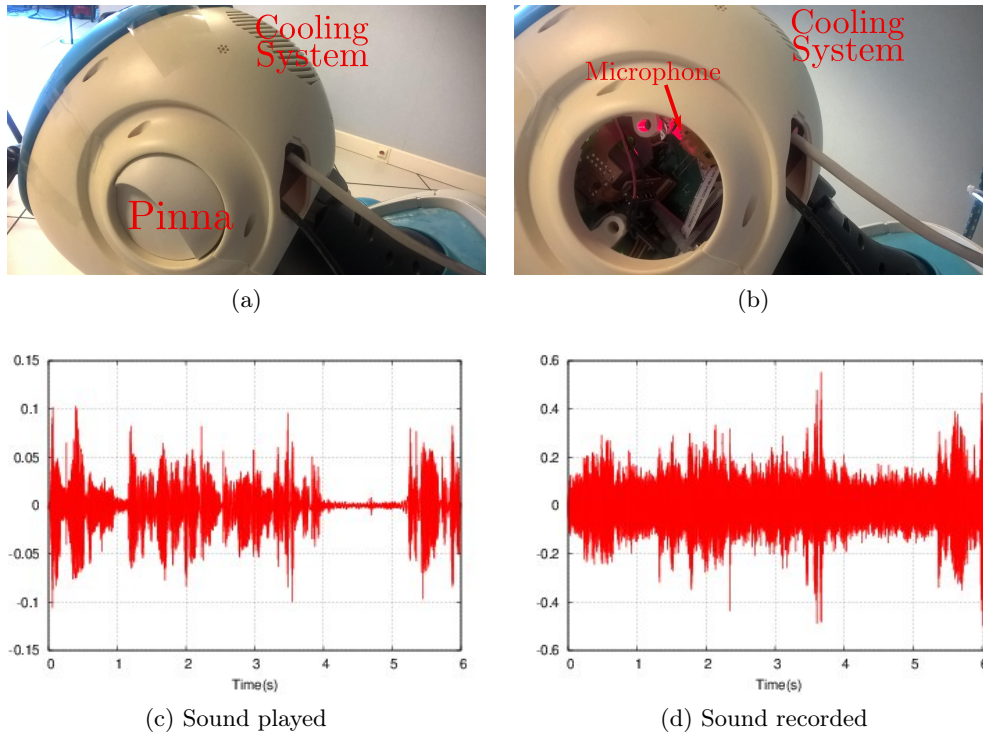 Cooling
System
Pinna
(a)
Cooling
System
Microphone
(b)
0.15
0.1
0.05
0
-0.05
-0.1
-0.15
0 1 2 3 4 5 6
Time(s)
(c) Sound played
0.6
0.4
0.2
0
-0.2
-0.4
-0.6
0 1 2 3 4 5 6
Time(s)
(d) Sound recorded